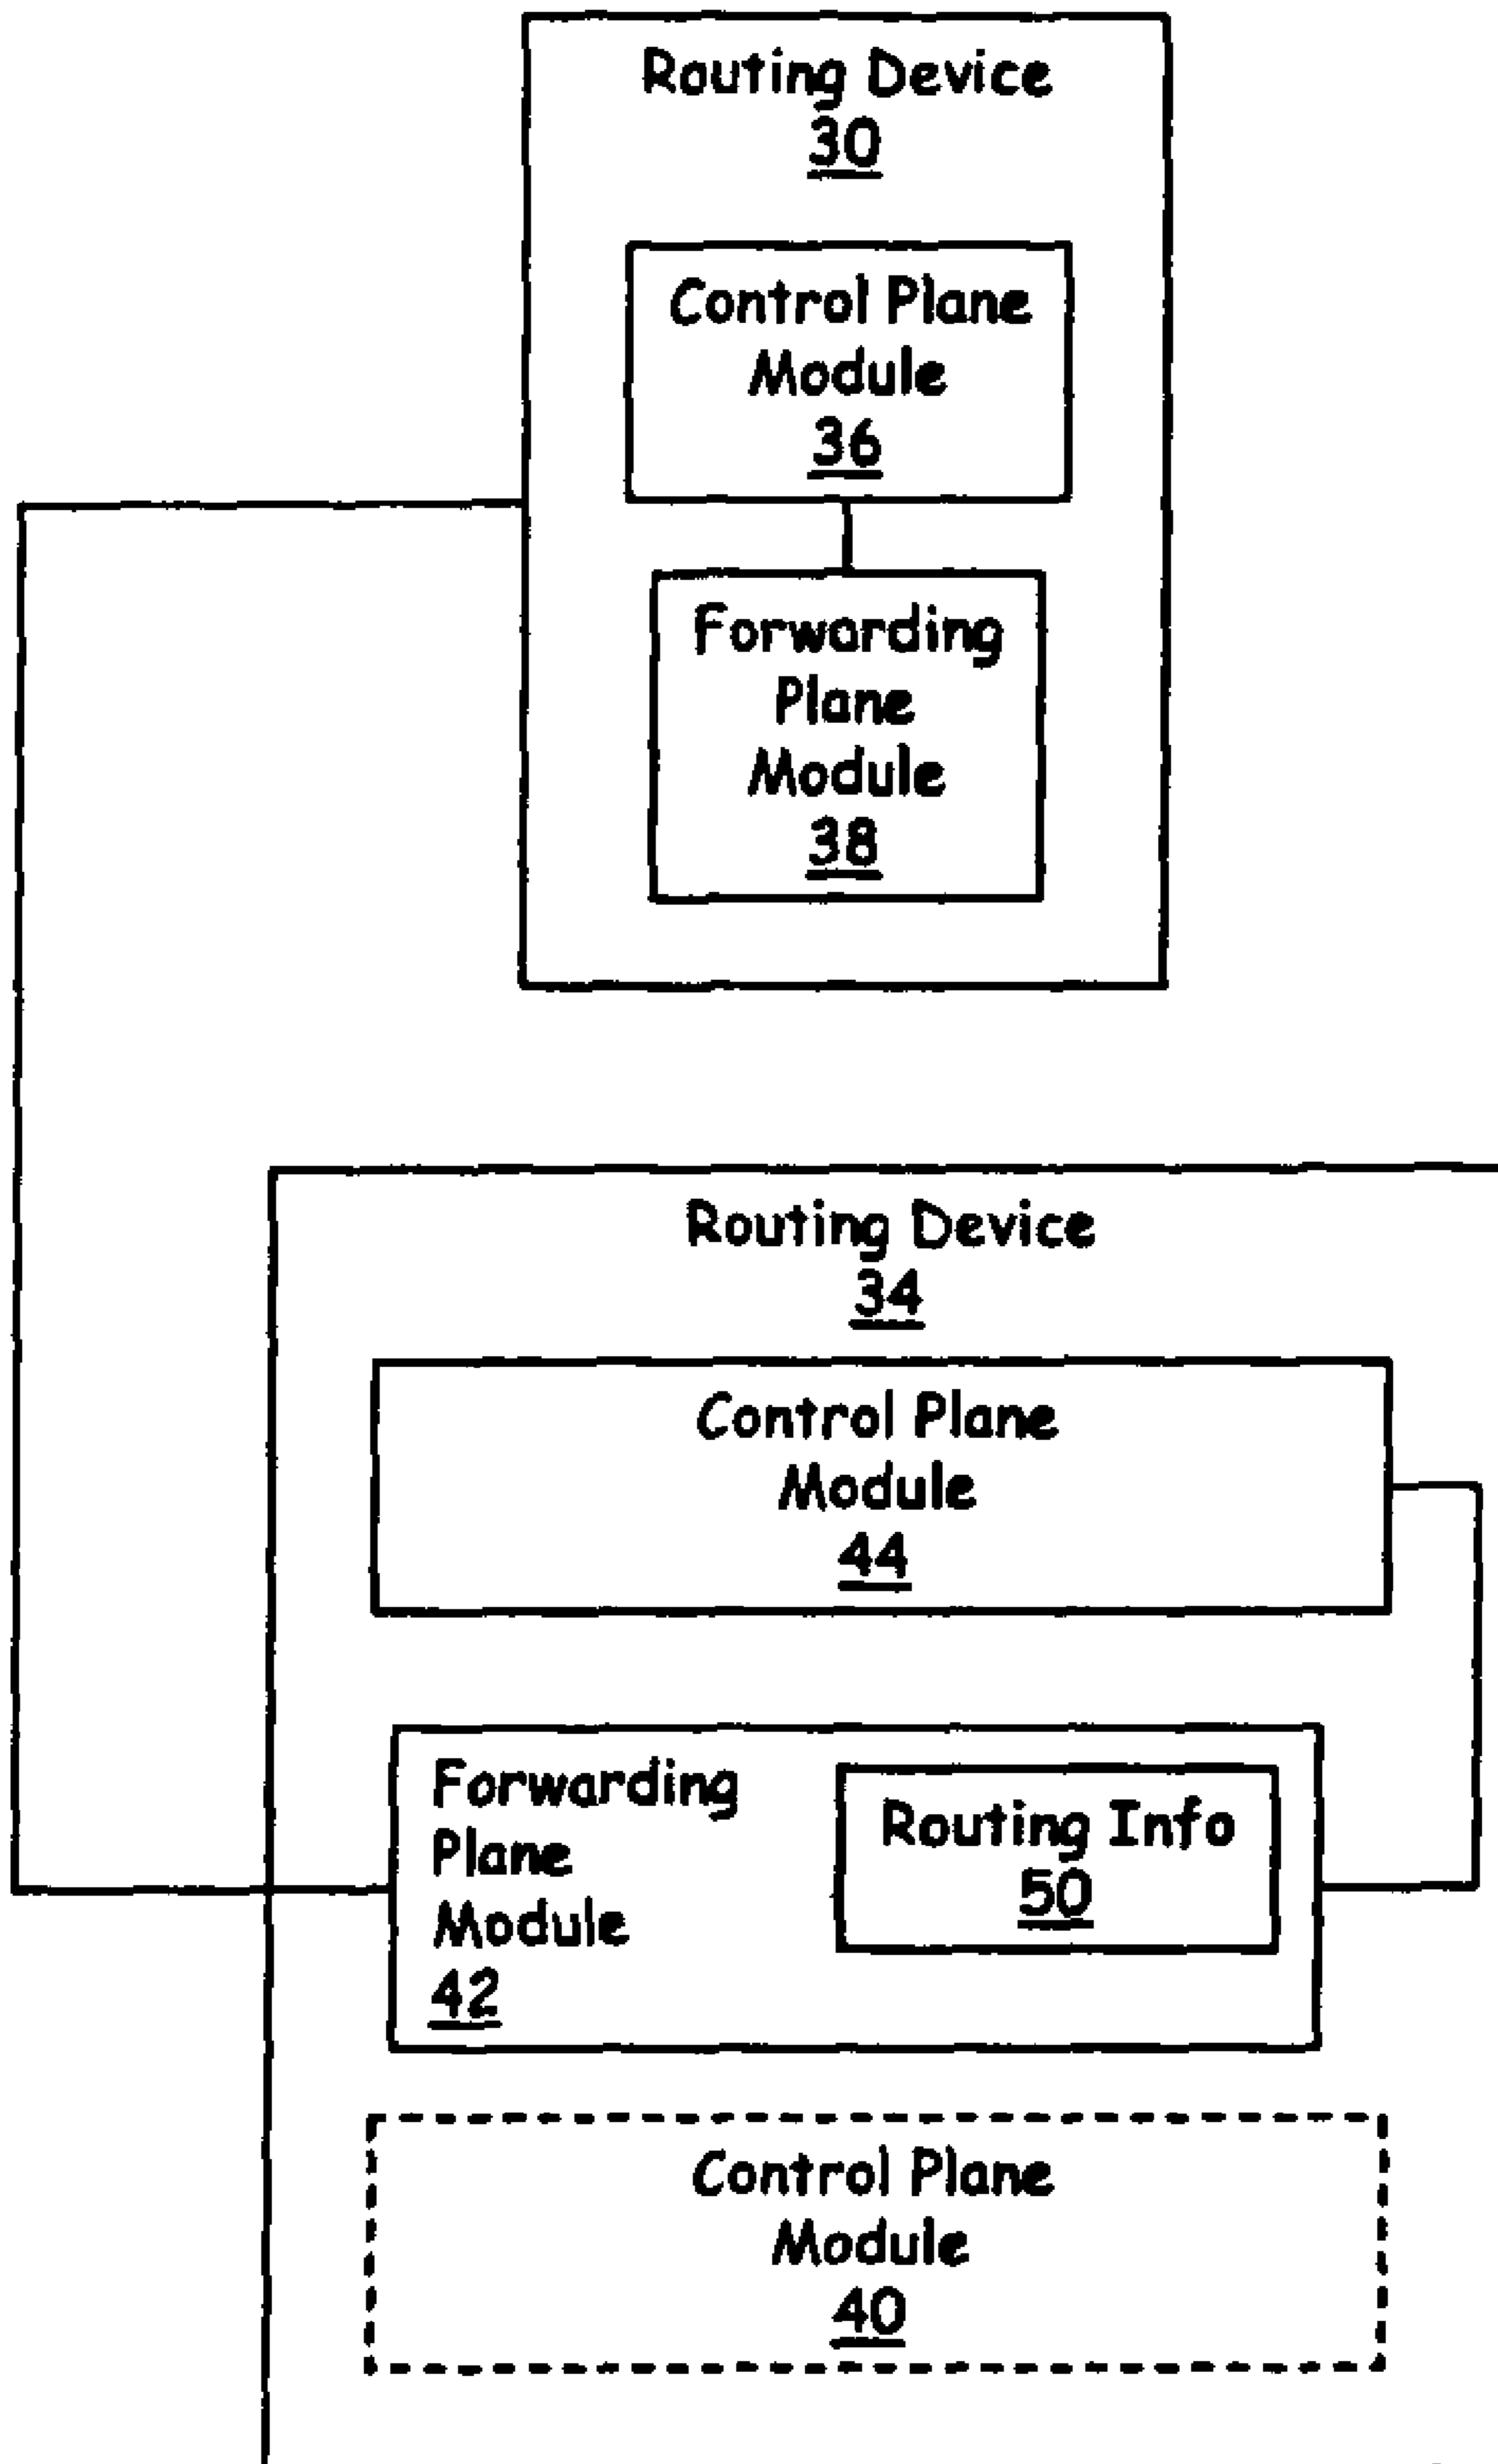 Routing Device
30
Control Plane
Module
36
Forwarding
Plane
Module
38
Routing Device
34
Control Plane
Module
44
Forwarding
Plane
Module
42
Routing Info
50
Control Plane
Module
40